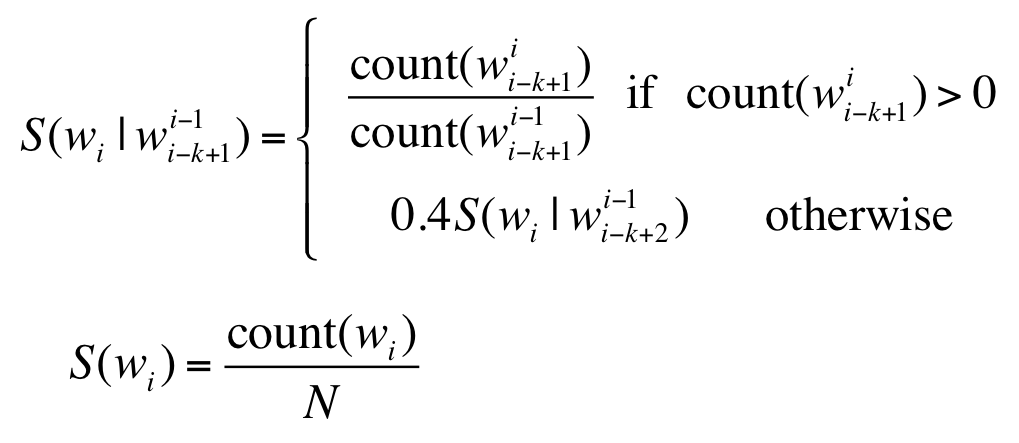 S(w_i | w_{i-k+1}^{i-1}) = { count(w_{i-k+1}^{i}) / count(w_{i-k+1}^{i-1}) if count(w_{i-k+1}^{i}) > 0
0.4S(w_i | w_{i-k+2}^{i-1}) otherwise
S(w_i) = count(w_i) / N